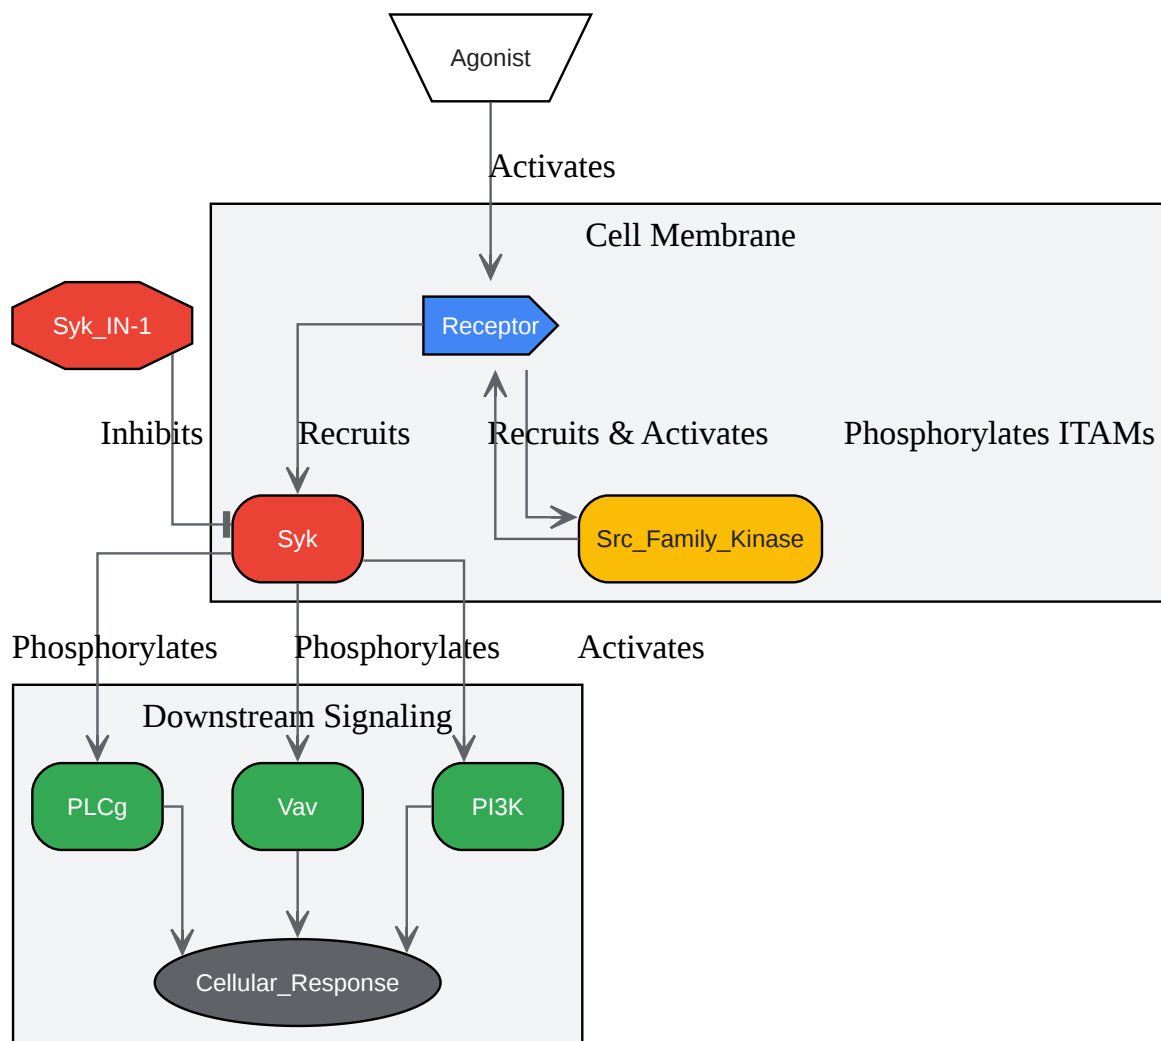 Agonist
Activates
Cell Membrane
Syk_IN-1
Receptor
Inhibits
Recruits
Recruits & Activates
Phosphorylates ITAMs
Syk
Src_Family_Kinase
Phosphorylates
Phosphorylates
Activates
Downstream Signaling
PLCg
Vav
PI3K
Cellular_Response